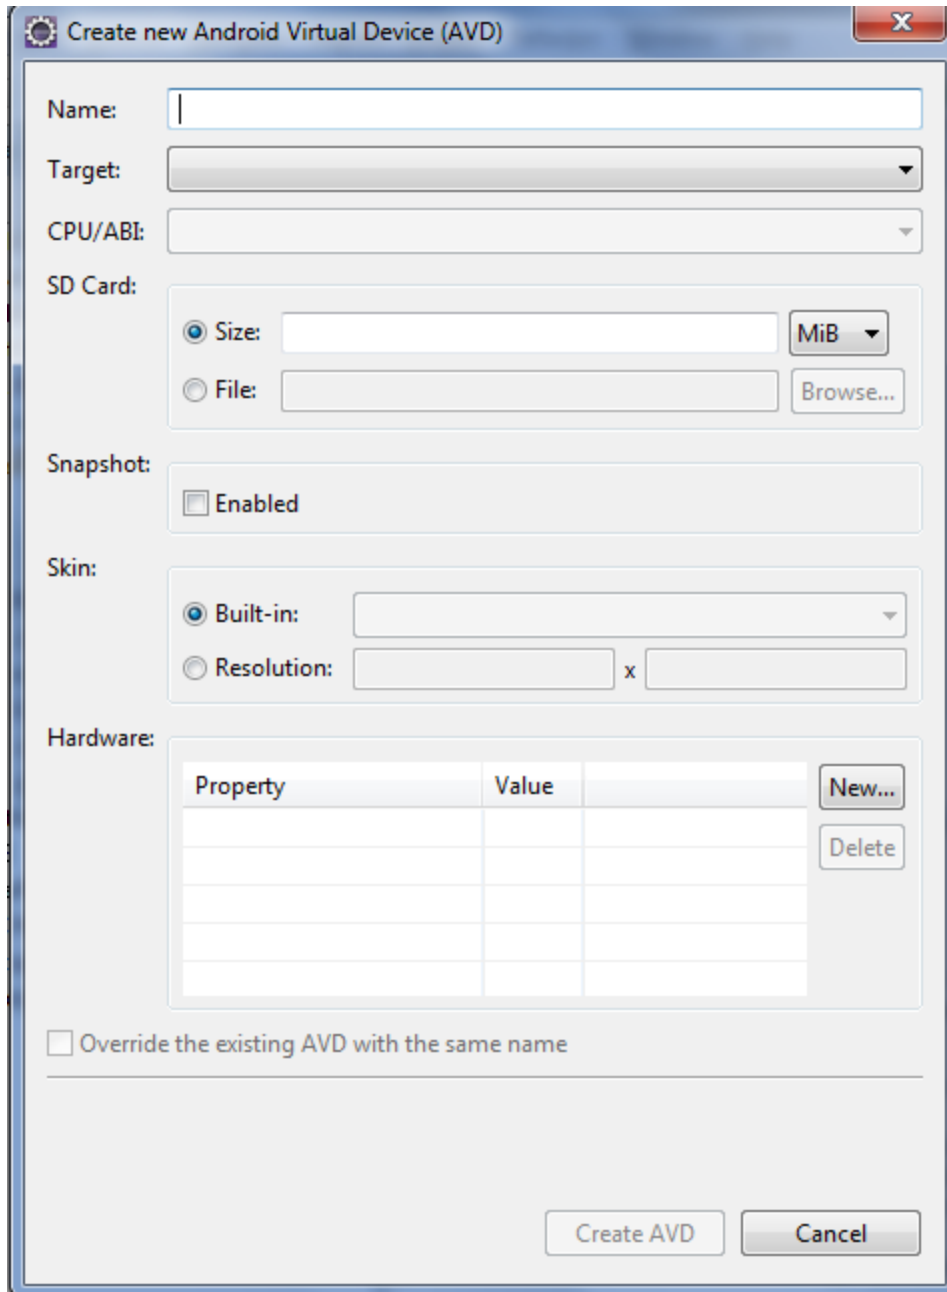 Create new Android Virtual Device (AVD)
Name:
Target:
CPU/ABI:
SD Card:
Size: MiB
File: Browse...
Snapshot:
Enabled
Skin:
Built-in:
Resolution: x
Hardware:
Property Value New...
Delete
Override the existing AVD with the same name
Create AVD Cancel